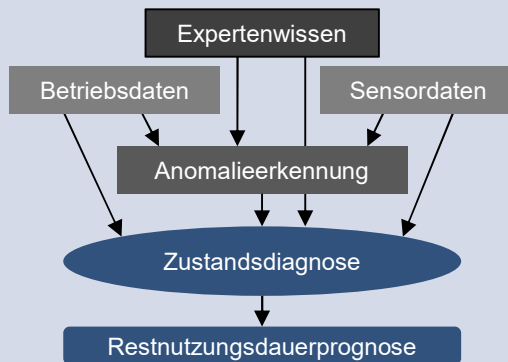 Expertenwissen
Betriebsdaten
Sensordaten
Anomalieerkennung
Zustandsdiagnose
Restnutzungsdauerprognose